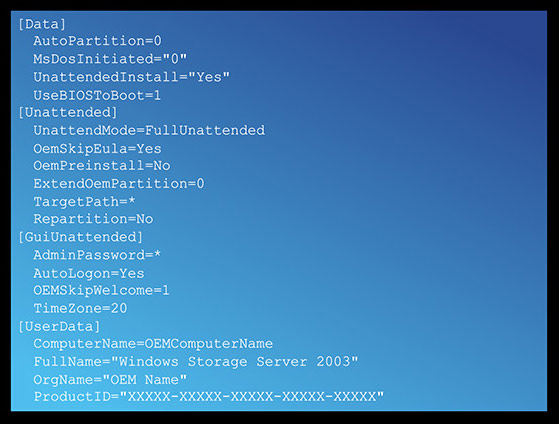 [Data]
AutoPartition=0
MsDosInitiated="0"
UnattendedInstall="Yes"
UseBIOSToBoot=1
[Unattended]
UnattendMode=FullUnattended
OemSkipEula=Yes
OemPreinstall=No
ExtendOemPartition=0
TargetPath=*
Repartition=No
[GuiUnattended]
AdminPassword=*
AutoLogon=Yes
OEMSkipWelcome=1
TimeZone=20
[UserData]
ComputerName=OEMComputerName
FullName="Windows Storage Server 2003"
OrgName="OEM Name"
ProductID="XXXXX-XXXXX-XXXXX-XXXXX-XXXXX"